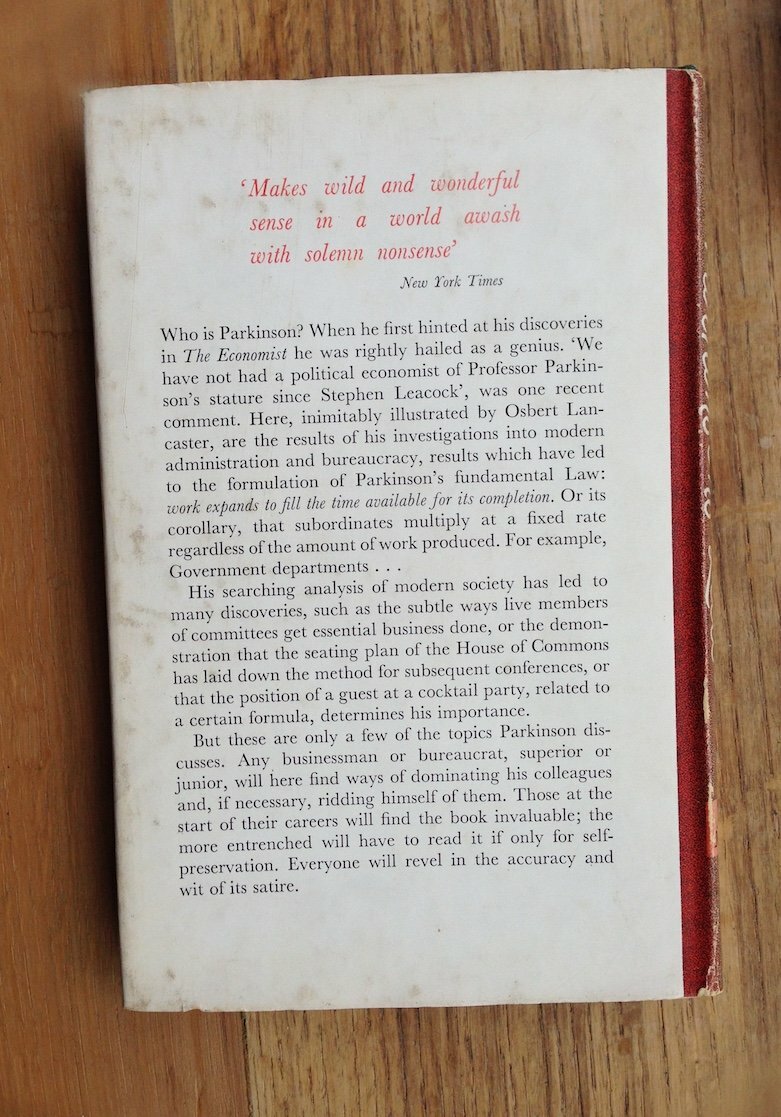 ‘Makes wild and wonderful
sense in a world awash
with solemn nonsense’
New York Times
Who is Parkinson? When he first hinted at his discoveries
in The Economist he was rightly hailed as a genius. ‘We
have not had a political economist of Professor Parkin-
son’s stature since Stephen Leacock’, was one recent
comment. Here, inimitably illustrated by Osbert Lan-
caster, are the results of his investigations into modern
administration and bureaucracy, results which have led
to the formulation of Parkinson’s fundamental Law:
work expands to fill the time available for its completion. Or its
corollary, that subordinates multiply at a fixed rate
regardless of the amount of work produced. For example,
Government departments . . .
His searching analysis of modern society has led to
many discoveries, such as the subtle ways live members
of committees get essential business done, or the demon-
stration that the seating plan of the House of Commons
has laid down the method for subsequent conferences, or
that the position of a guest at a cocktail party, related to
a certain formula, determines his importance.
But these are only a few of the topics Parkinson dis-
cusses. Any businessman or bureaucrat, superior or
junior, will here find ways of dominating his colleagues
and, if necessary, ridding himself of them. Those at the
start of their careers will find the book invaluable; the
more entrenched will have to read it if only for self-
preservation. Everyone will revel in the accuracy and
wit of its satire.